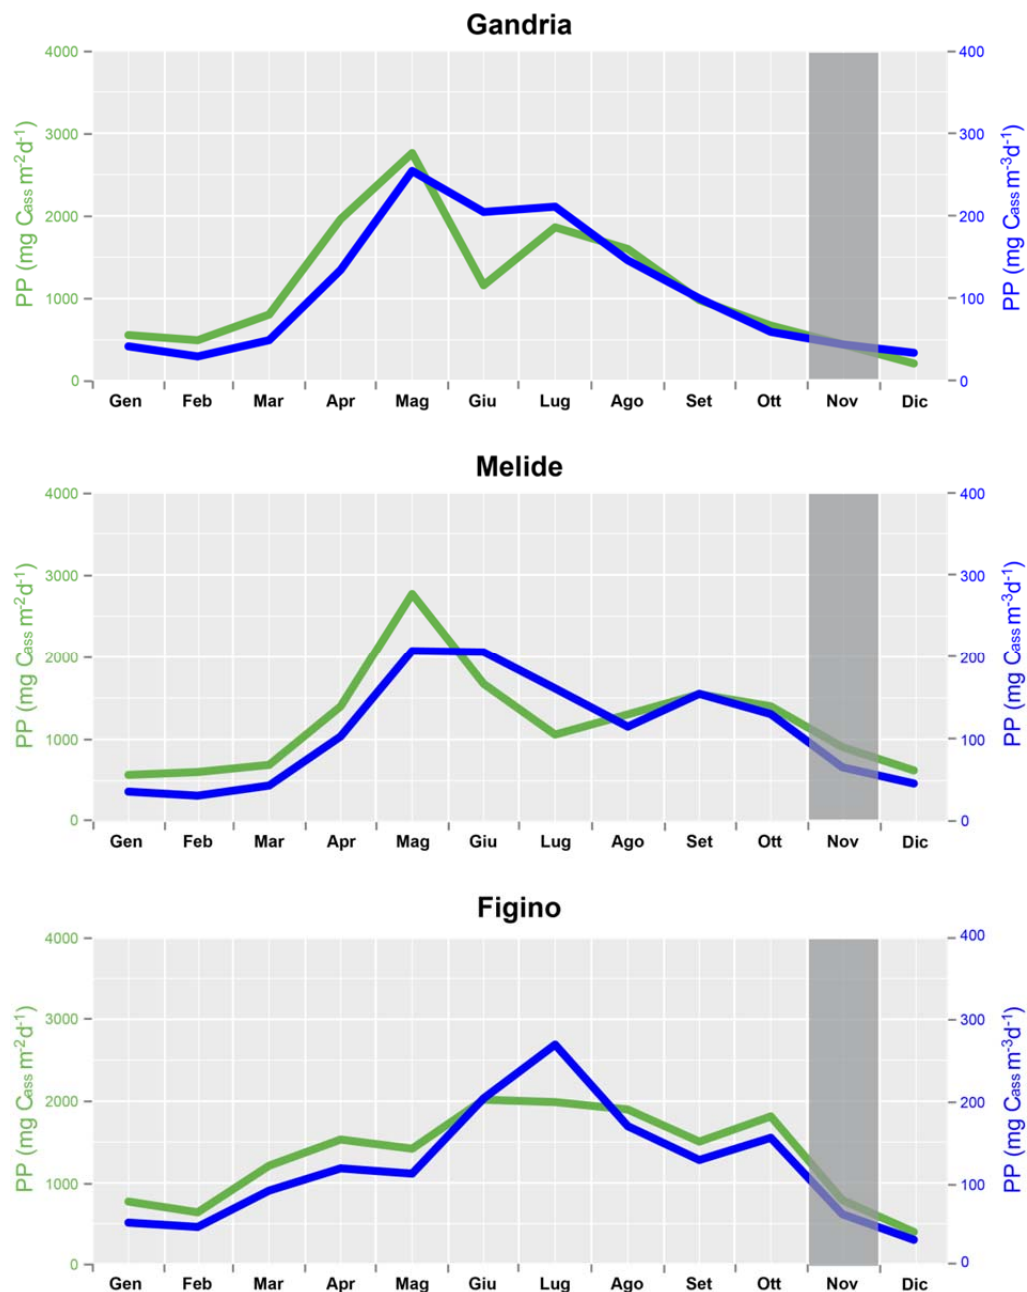 Gandria
4000 400
3000 300
2000 200
1000 100
0 0
PP (mg Cass m-2d-1)
PP (mg Cass m-3d-1)
Gen Feb Mar Apr Mag Giu Lug Ago Set Ott Nov Dic
Melide
4000 400
3000 300
2000 200
1000 100
0 0
PP (mg Cass m-2d-1)
PP (mg Cass m-3d-1)
Gen Feb Mar Apr Mag Giu Lug Ago Set Ott Nov Dic
Figino
4000 400
3000 300
2000 200
1000 100
0 0
PP (mg Cass m-2d-1)
PP (mg Cass m-3d-1)
Gen Feb Mar Apr Mag Giu Lug Ago Set Ott Nov Dic